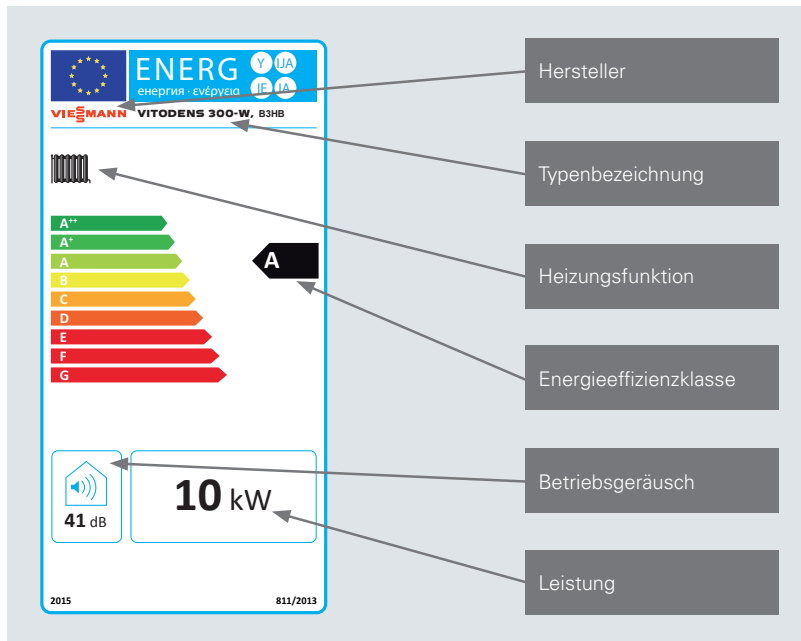 ENERG
Y IJA
IE IA
енергия · ενέργεια
VIESSMANN
VITODENS 300-W, B3HB
A++
A+
A
B
C
D
E
F
G
A
41 dB
10 kW
2015
811/2013
Hersteller
Typenbezeichnung
Heizungsfunktion
Energieeffizienzklasse
Betriebsgeräusch
Leistung